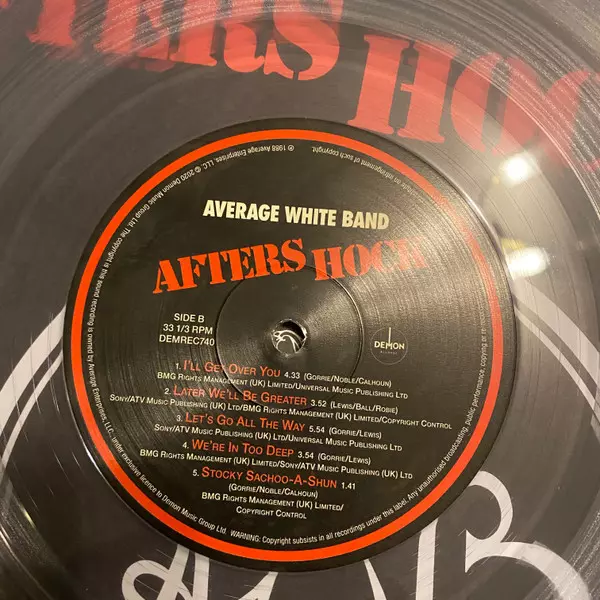 TERS HOC
℗ 1988 Average Enterprises, LLC. © 2020 Demon Music Group Ltd. The copyright in this sound recording is owned by Average Enterprises, LLC. under exclusive licence to Demon Music Group Ltd. WARNING: Copyright subsists in all recordings under this label. Any unauthorised broadcasting, public performance, copying
of such copyright.
AVERAGE WHITE BAND
AFTERS HOCK
SIDE B
33 1/3 RPM
DEMREC740
DEMON
RECORDS
1. I'LL GET OVER YOU 4.33 (GORRIE/NOBLE/CALHOUN)
BMG RIGHTS MANAGEMENT (UK) LIMITED/UNIVERSAL MUSIC PUBLISHING LTD
2. LATER WE'LL BE GREATER 3.52 (LEWIS/BALL/ROBIE)
SONY/ATV MUSIC PUBLISHING (UK) LTD/BMG RIGHTS MANAGEMENT (UK) LIMITED/COPYRIGHT CONTROL
3. LET'S GO ALL THE WAY 5.54 (GORRIE/LEWIS)
SONY/ATV MUSIC PUBLISHING (UK) LTD/UNIVERSAL MUSIC PUBLISHING LTD
4. WE'RE IN TOO DEEP 3.54 (GORRIE/LEWIS)
BMG RIGHTS MANAGEMENT (UK) LIMITED/SONY/ATV MUSIC PUBLISHING (UK) LTD
5. STOCKY SACHOO-A-SHUN 1.41
(GORRIE/NOBLE/CALHOUN)
BMG RIGHTS MANAGEMENT (UK) LIMITED/
COPYRIGHT CONTROL